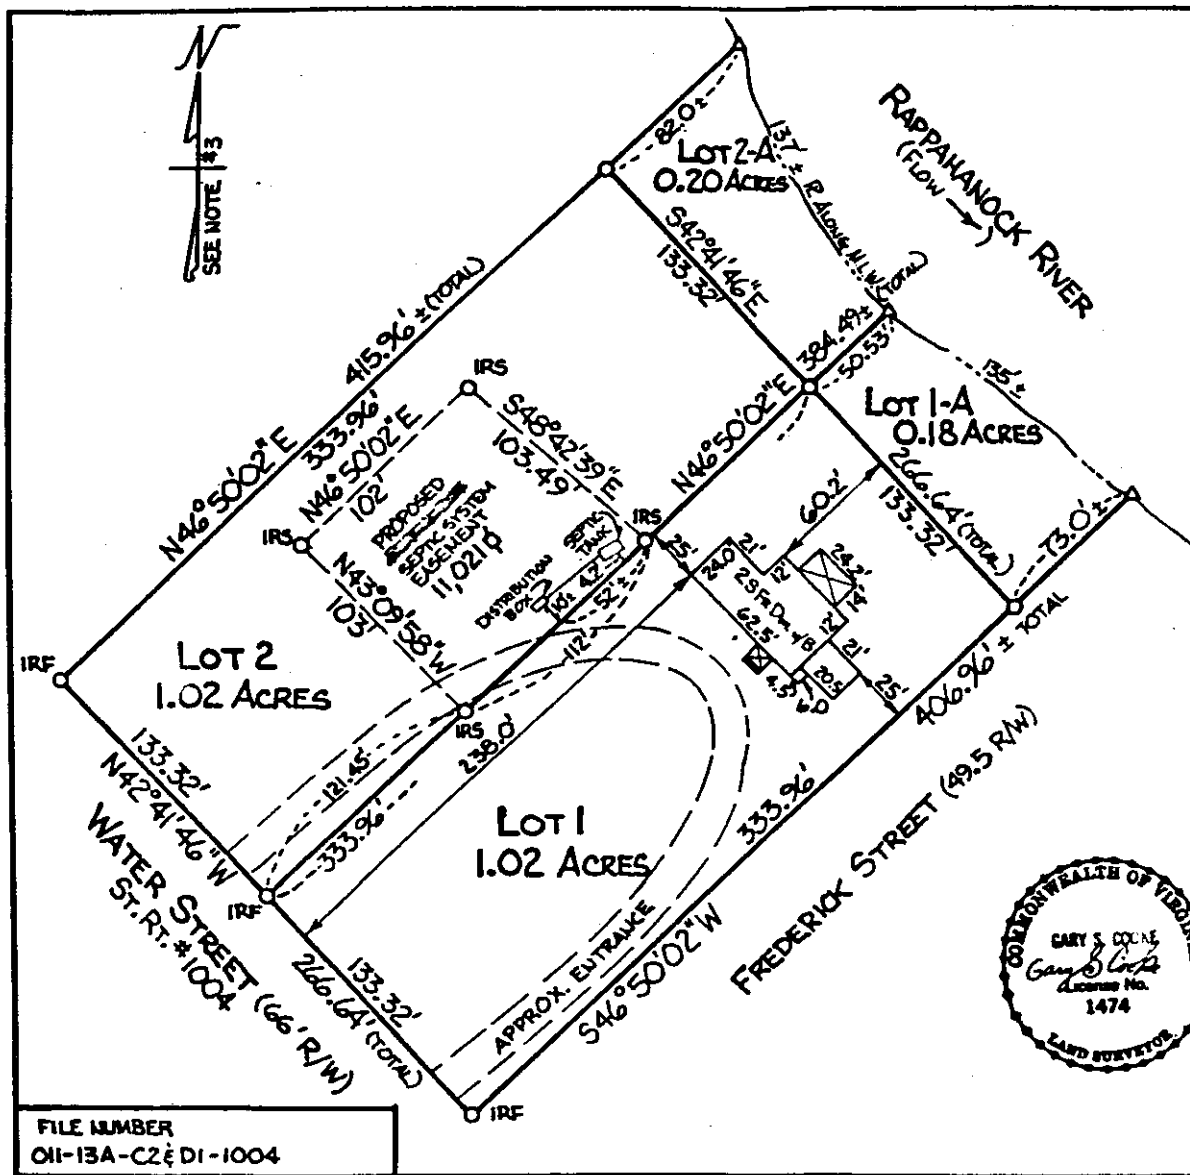 SEE NOTE #3
RAPPAHANOCK RIVER
(FLOW →)
82.0±
LOT 2-A
0.20 ACRES
137'± R ALONG M.L.W. (TOTAL)
S42°41'46"E
133.32'
415.96'± (TOTAL)
333.96'
N46°50'02"E
384.49±
50.53'
N46°50'02"E
135'±
LOT 1-A
0.18 ACRES
266.64' (TOTAL)
133.32'
73.0'±
IRS
S48°42'39"E
103.49'
N46°50'02"E
102'
IRS
PROPOSED
SEPTIC SYSTEM
EASEMENT
11,021
SEPTIC
TANK
DISTRIBUTION
BOX
4.2'
52'±
112'
IRS
N43°09'58"W
103'
60.2'
25'
24.0'
21'
12'
24.2'
14'
12'
21'
62.5'
4.5'
6.0
20.5
25'
LOT 2
1.02 ACRES
IRF
IRS
238.0'
121.45'
333.96'
133.32'
N42°41'46"W
WATER STREET (66' R/W)
ST. RT. #1004
IRF
LOT 1
1.02 ACRES
406.96'± TOTAL
333.96'
S46°50'02"W
FREDERICK STREET (49.5 R/W)
133.32'
266.64' (TOTAL)
APPROX. ENTRANCE
IRF
COMMONWEALTH OF VIRGINIA
GARY S. COOKE
Gary S Cooke
License No.
1474
LAND SURVEYOR
FILE NUMBER
011-13A-C2 & D1-1004